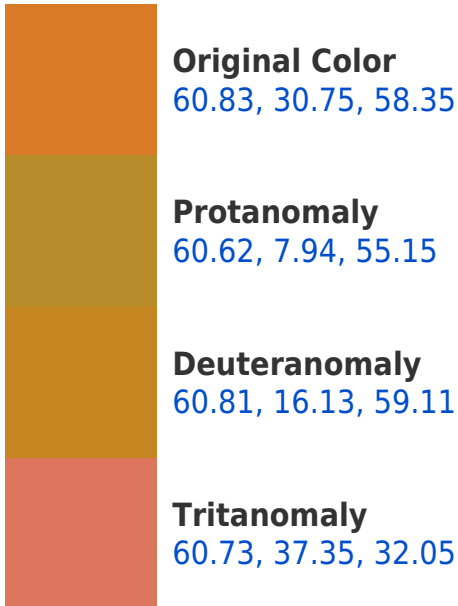 Original Color
60.83, 30.75, 58.35
Protanomaly
60.62, 7.94, 55.15
Deuteranomaly
60.81, 16.13, 59.11
Tritanomaly
60.73, 37.35, 32.05